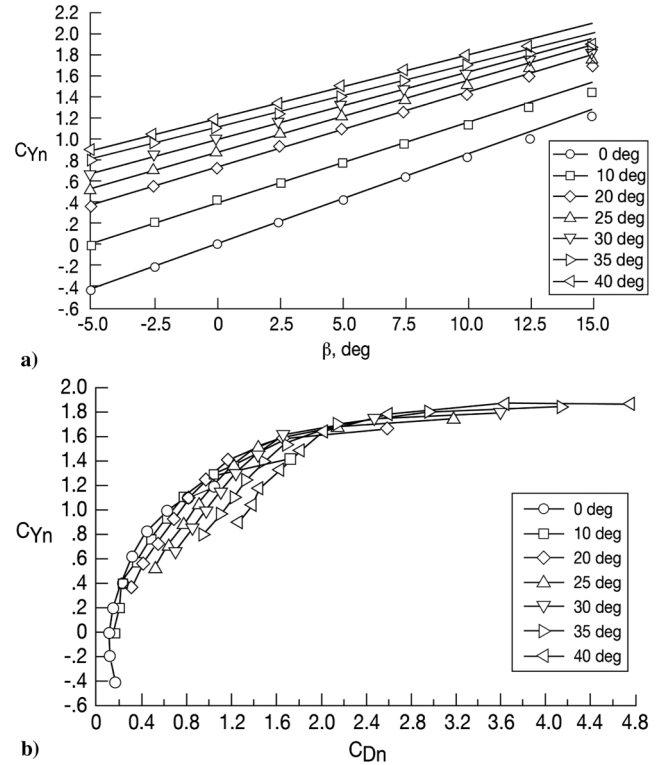 2.2
2.0
1.8
1.6
1.4
1.2
1.0
.8
.6
.4
.2
0
-.2
-.4
-.6
CYn
-5.0 -2.5 0 2.5 5.0 7.5 10.0 12.5 15.0
β, deg
0 deg
10 deg
20 deg
25 deg
30 deg
35 deg
40 deg
a)
2.0
1.8
1.6
1.4
1.2
1.0
.8
.6
.4
.2
0
-.2
-.4
-.6
CYn
0 0.4 0.8 1.2 1.6 2.0 2.4 2.8 3.2 3.6 4.0 4.4 4.8
CDn
0 deg
10 deg
20 deg
25 deg
30 deg
35 deg
40 deg
b)